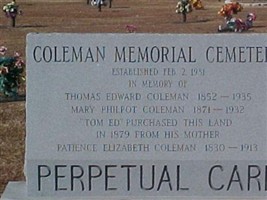 COLEMAN MEMORIAL CEMETE
ESTABLISHED FEB. 2, 1951
IN MEMORY OF
THOMAS EDWARD COLEMAN 1852 – 1935
MARY PHILPOT COLEMAN 1871 – 1932
"TOM ED" PURCHASED THIS LAND
IN 1879 FROM HIS MOTHER
PATIENCE ELIZABETH COLEMAN 1830 – 1913
PERPETUAL CARE